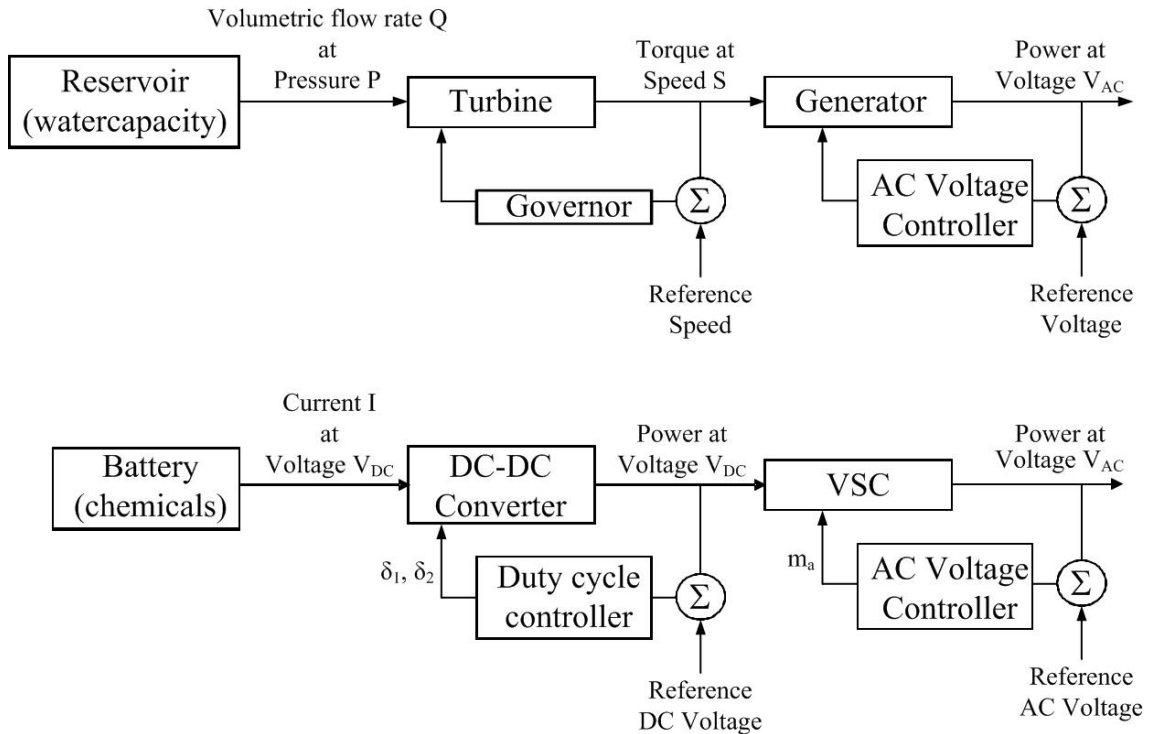 Volumetric flow rate Q
at
Pressure P
Reservoir
(watercapacity)
Turbine
Torque at
Speed S
Generator
Power at
Voltage V_AC
Governor
Σ
AC Voltage
Controller
Σ
Reference
Speed
Reference
Voltage
Current I
at
Voltage V_DC
Battery
(chemicals)
DC-DC
Converter
Power at
Voltage V_DC
VSC
Power at
Voltage V_AC
δ₁, δ₂
Duty cycle
controller
Σ
mₐ
AC Voltage
Controller
Σ
Reference
DC Voltage
Reference
AC Voltage